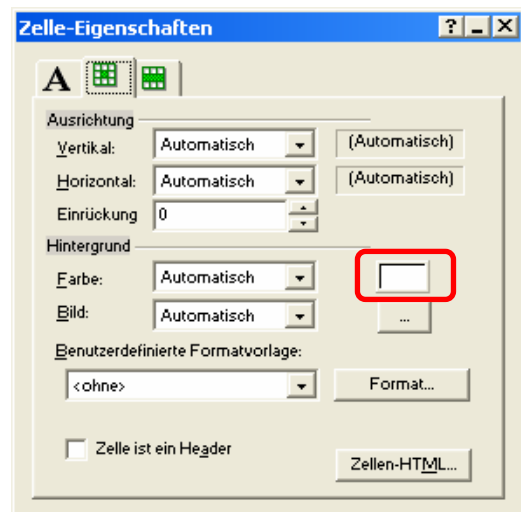 Zelle-Eigenschaften
A
Ausrichtung
Vertikal: Automatisch (Automatisch)
Horizontal: Automatisch (Automatisch)
Einrückung 0
Hintergrund
Farbe: Automatisch
Bild: Automatisch ...
Benutzerdefinierte Formatvorlage:
<ohne> Format...
Zelle ist ein Header
Zellen-HTML...